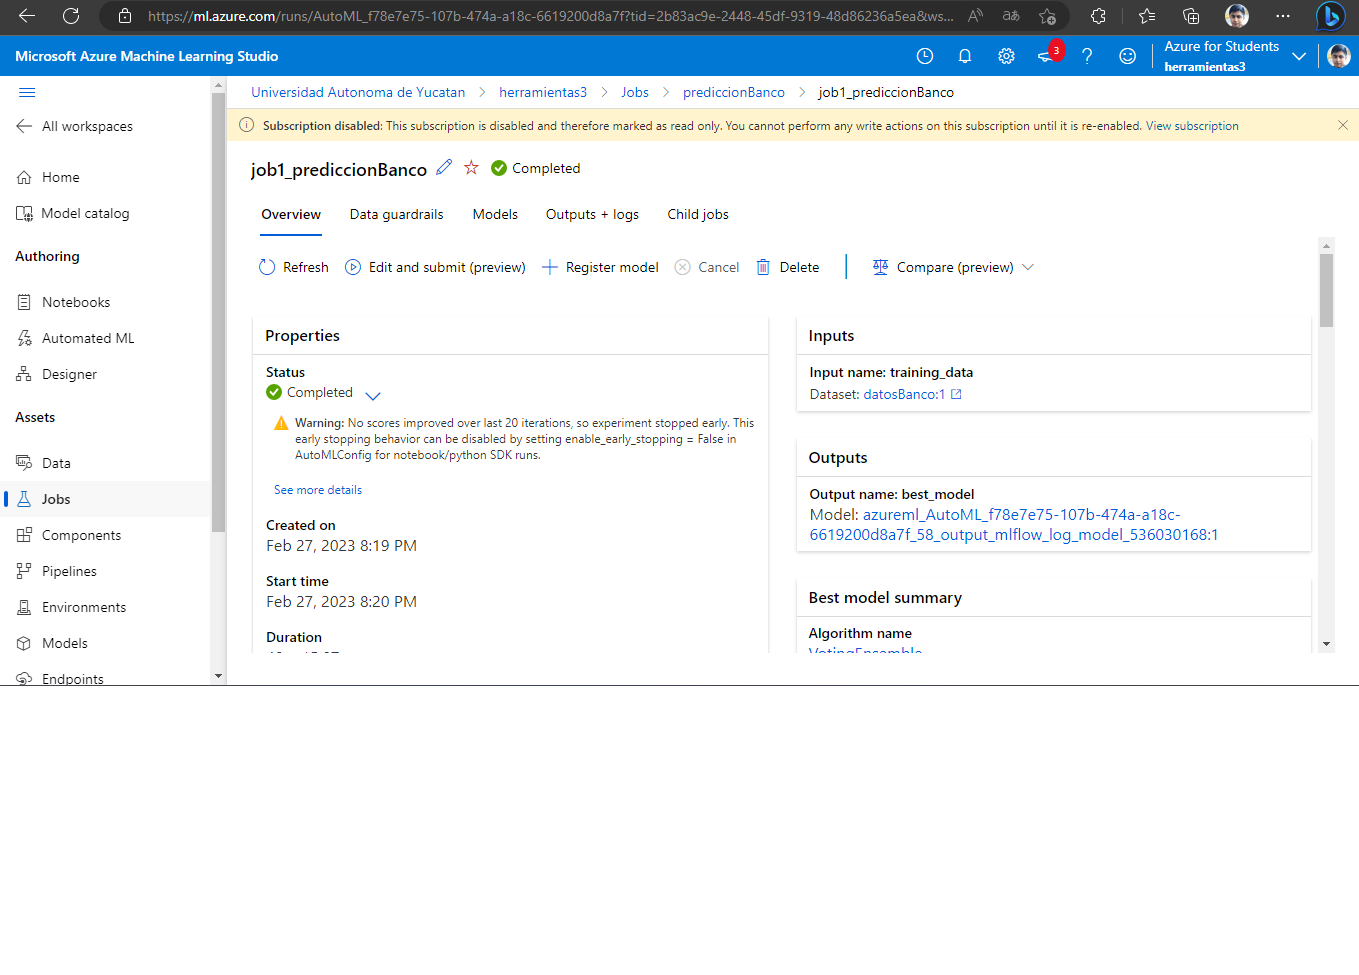 https://ml.azure.com/runs/AutoML_f78e7e75-107b-474a-a18c-6619200d8a7f?tid=2b83ac9e-2448-45df-9319-48d86236a5ea&ws...
Microsoft Azure Machine Learning Studio
3
Azure for Students
herramientas3
All workspaces
Home
Model catalog
Authoring
Notebooks
Automated ML
Designer
Assets
Data
Jobs
Components
Pipelines
Environments
Models
Endpoints
Universidad Autonoma de Yucatan > herramientas3 > Jobs > prediccionBanco > job1_prediccionBanco
Subscription disabled: This subscription is disabled and therefore marked as read only. You cannot perform any write actions on this subscription until it is re-enabled. View subscription
job1_prediccionBanco Completed
Overview Data guardrails Models Outputs + logs Child jobs
Refresh Edit and submit (preview) Register model Cancel Delete Compare (preview)
Properties
Status
Completed
Warning: No scores improved over last 20 iterations, so experiment stopped early. This
early stopping behavior can be disabled by setting enable_early_stopping = False in
AutoMLConfig for notebook/python SDK runs.
See more details
Created on
Feb 27, 2023 8:19 PM
Start time
Feb 27, 2023 8:20 PM
Duration
Inputs
Input name: training_data
Dataset: datosBanco:1
Outputs
Output name: best_model
Model: azureml_AutoML_f78e7e75-107b-474a-a18c-
6619200d8a7f_58_output_mlflow_log_model_536030168:1
Best model summary
Algorithm name
VotingEnsemble